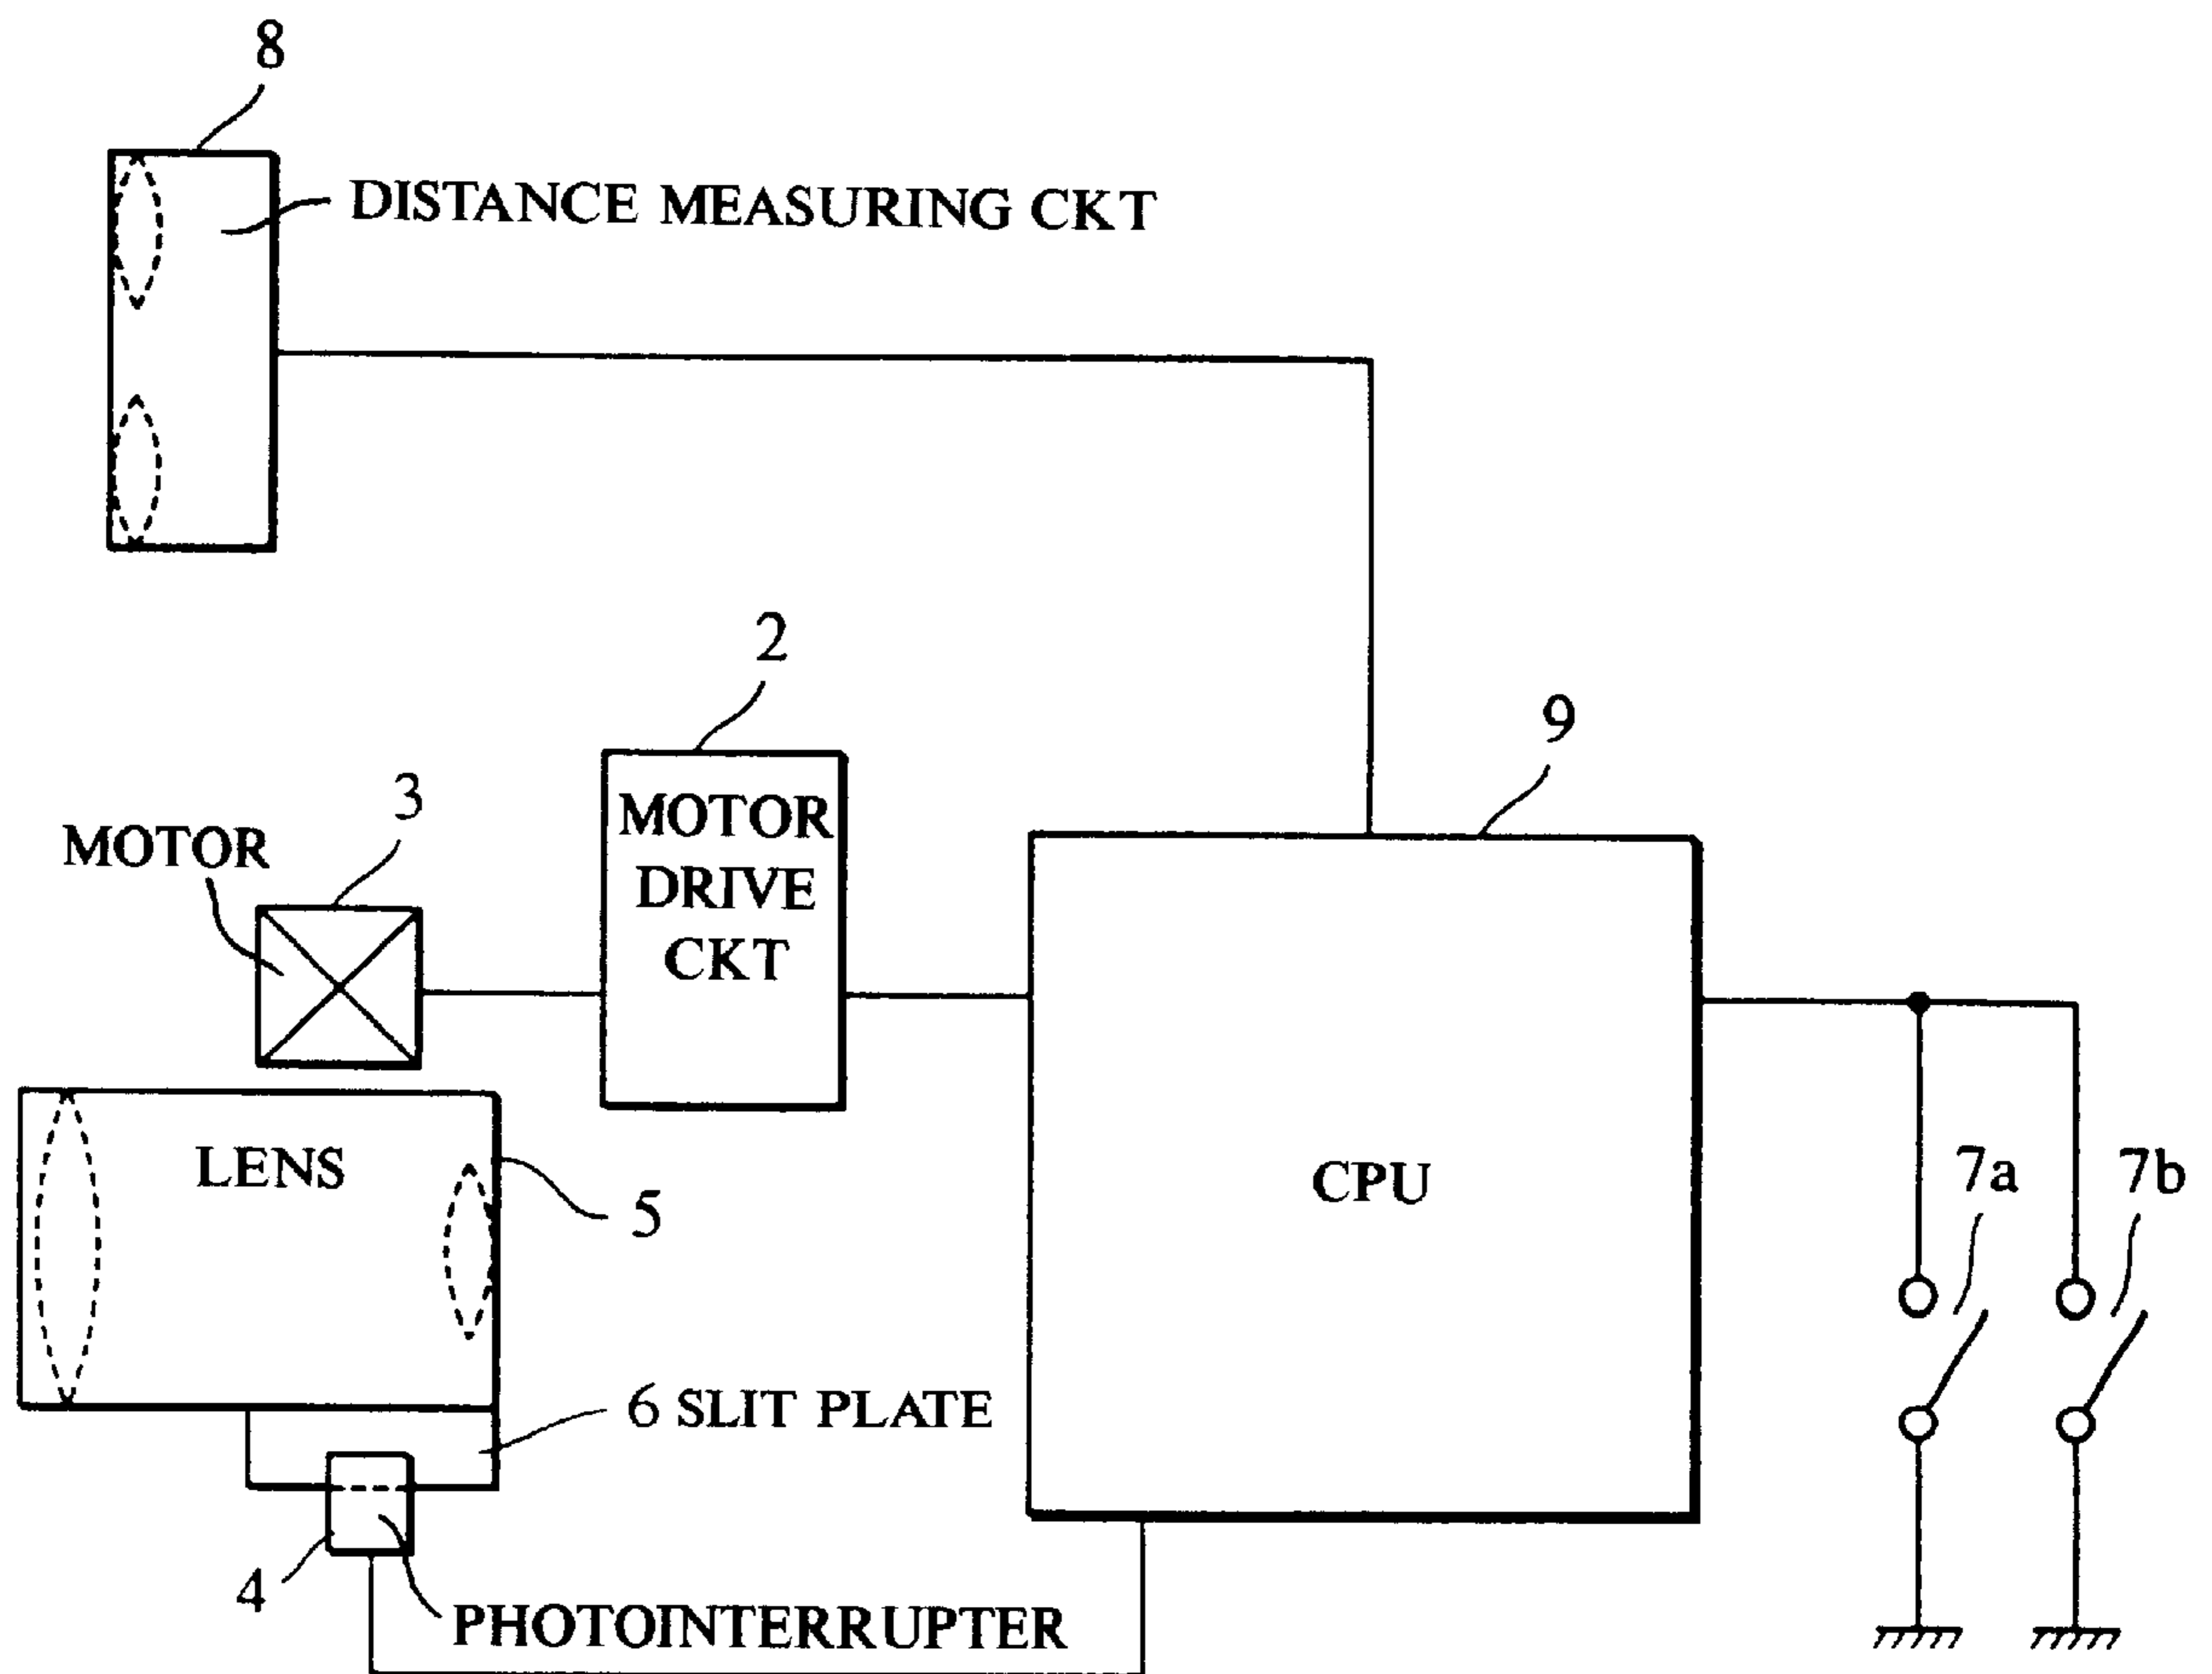 8
DISTANCE MEASURING CKT
2
9
3
MOTOR
MOTOR
DRIVE
CKT
LENS
5
CPU
7a
7b
6 SLIT PLATE
4
PHOTOINTERRUPTER